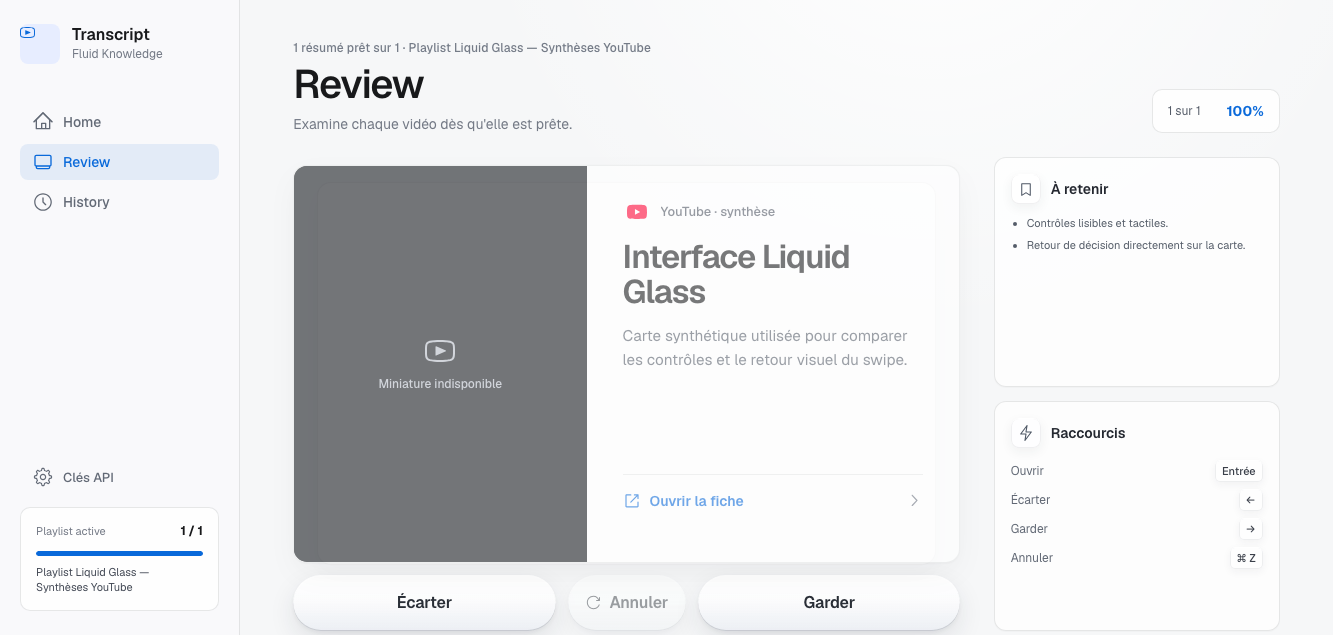 Transcript
Fluid Knowledge
Home
Review
History
Clés API
Playlist active
1 / 1
Playlist Liquid Glass —
Synthèses YouTube
1 résumé prêt sur 1 · Playlist Liquid Glass — Synthèses YouTube
Review
Examine chaque vidéo dès qu'elle est prête.
1 sur 1
100%
Miniature indisponible
YouTube · synthèse
Interface Liquid
Glass
Carte synthétique utilisée pour comparer
les contrôles et le retour visuel du swipe.
Ouvrir la fiche
Écarter
Annuler
Garder
À retenir
• Contrôles lisibles et tactiles.
• Retour de décision directement sur la carte.
Raccourcis
Ouvrir
Entrée
Écarter
←
Garder
→
Annuler
⌘ Z